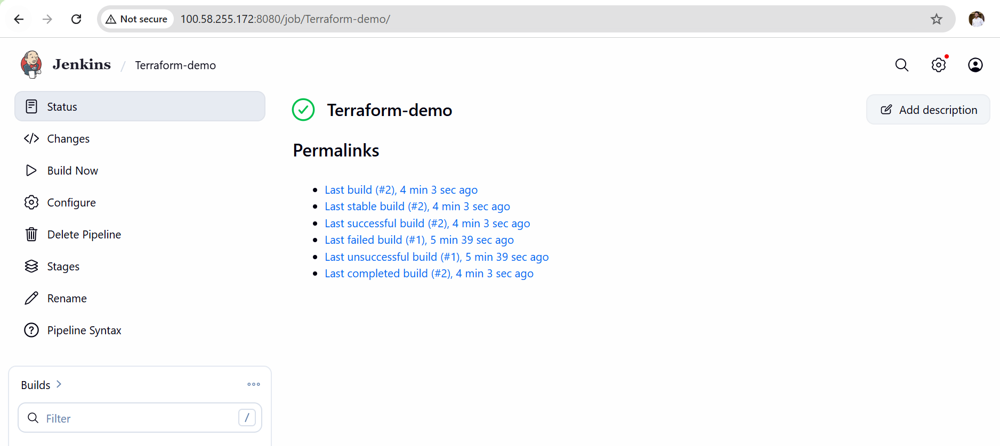 Not secure 100.58.255.172:8080/job/Terraform-demo/
Jenkins / Terraform-demo
Status
Changes
Build Now
Configure
Delete Pipeline
Stages
Rename
Pipeline Syntax
Builds
Filter /
Terraform-demo
Add description
Permalinks
Last build (#2), 4 min 3 sec ago
Last stable build (#2), 4 min 3 sec ago
Last successful build (#2), 4 min 3 sec ago
Last failed build (#1), 5 min 39 sec ago
Last unsuccessful build (#1), 5 min 39 sec ago
Last completed build (#2), 4 min 3 sec ago